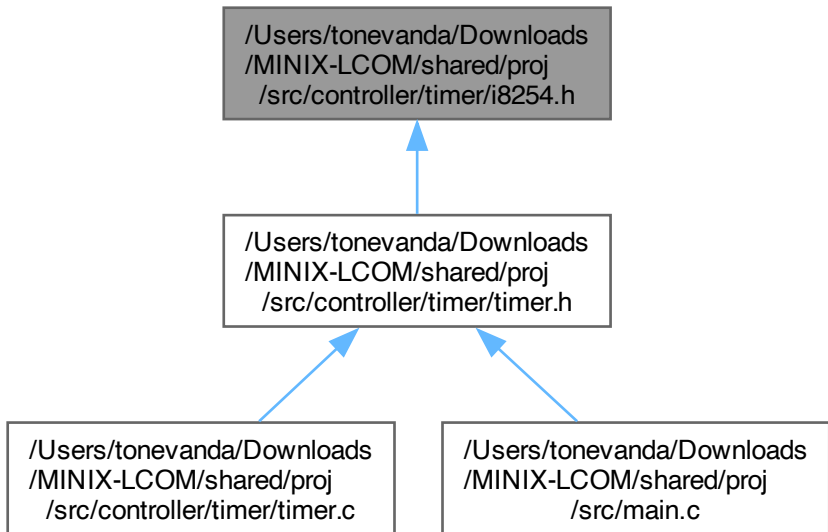 /Users/tonevanda/Downloads
/MINIX-LCOM/shared/proj
/src/controller/timer/i8254.h
/Users/tonevanda/Downloads
/MINIX-LCOM/shared/proj
/src/controller/timer/timer.h
/Users/tonevanda/Downloads
/MINIX-LCOM/shared/proj
/src/controller/timer/timer.c
/Users/tonevanda/Downloads
/MINIX-LCOM/shared/proj
/src/main.c